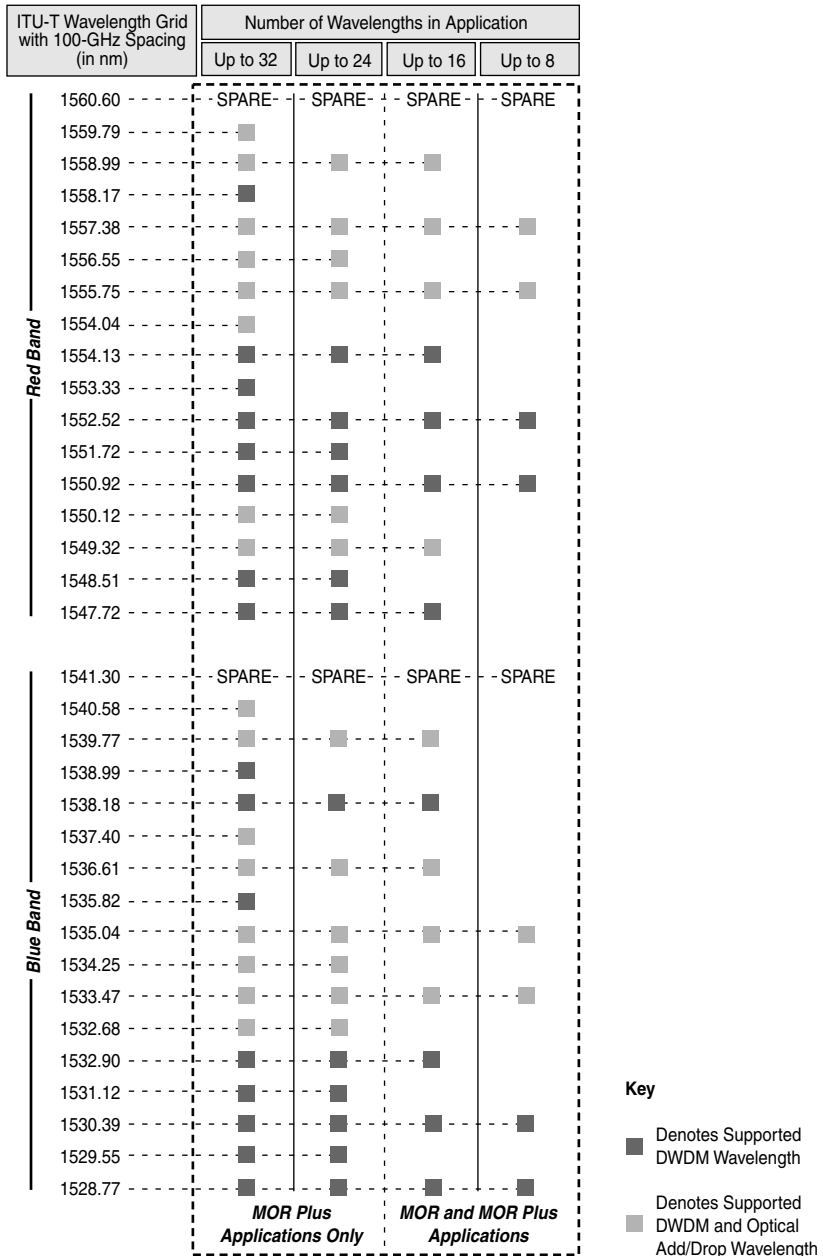 ITU-T Wavelength Grid
with 100-GHz Spacing
(in nm)
Number of Wavelengths in Application
Up to 32 Up to 24 Up to 16 Up to 8
Red Band
1560.60 SPARE SPARE SPARE SPARE
1559.79
1558.99
1558.17
1557.38
1556.55
1555.75
1554.04
1554.13
1553.33
1552.52
1551.72
1550.92
1550.12
1549.32
1548.51
1547.72
Blue Band
1541.30 SPARE SPARE SPARE SPARE
1540.58
1539.77
1538.99
1538.18
1537.40
1536.61
1535.82
1535.04
1534.25
1533.47
1532.68
1532.90
1531.12
1530.39
1529.55
1528.77
MOR Plus
Applications Only
MOR and MOR Plus
Applications
Key
Denotes Supported
DWDM Wavelength
Denotes Supported
DWDM and Optical
Add/Drop Wavelength